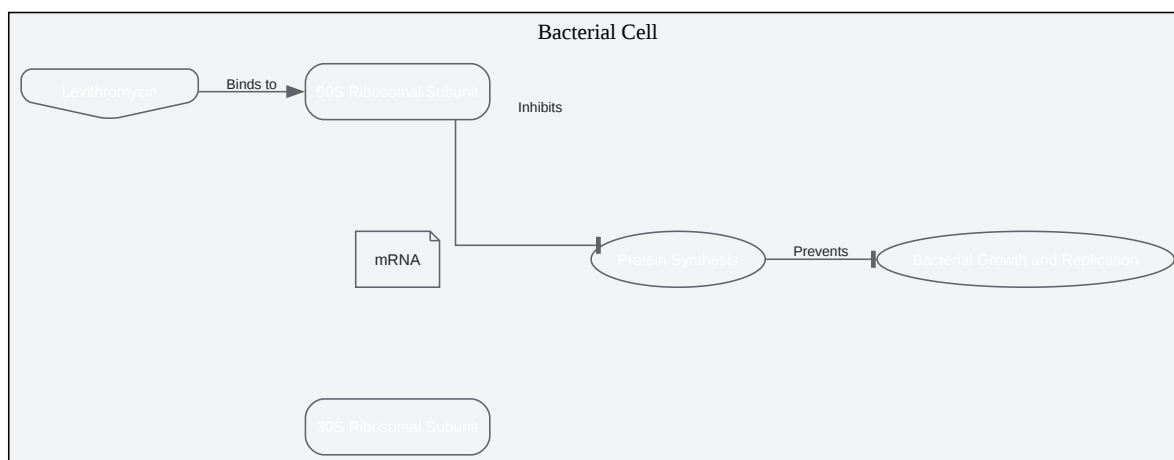 Bacterial Cell
Lexithromycin
Binds to
50S Ribosomal Subunit
Inhibits
mRNA
Protein Synthesis
Prevents
Bacterial Growth and Replication
30S Ribosomal Subunit